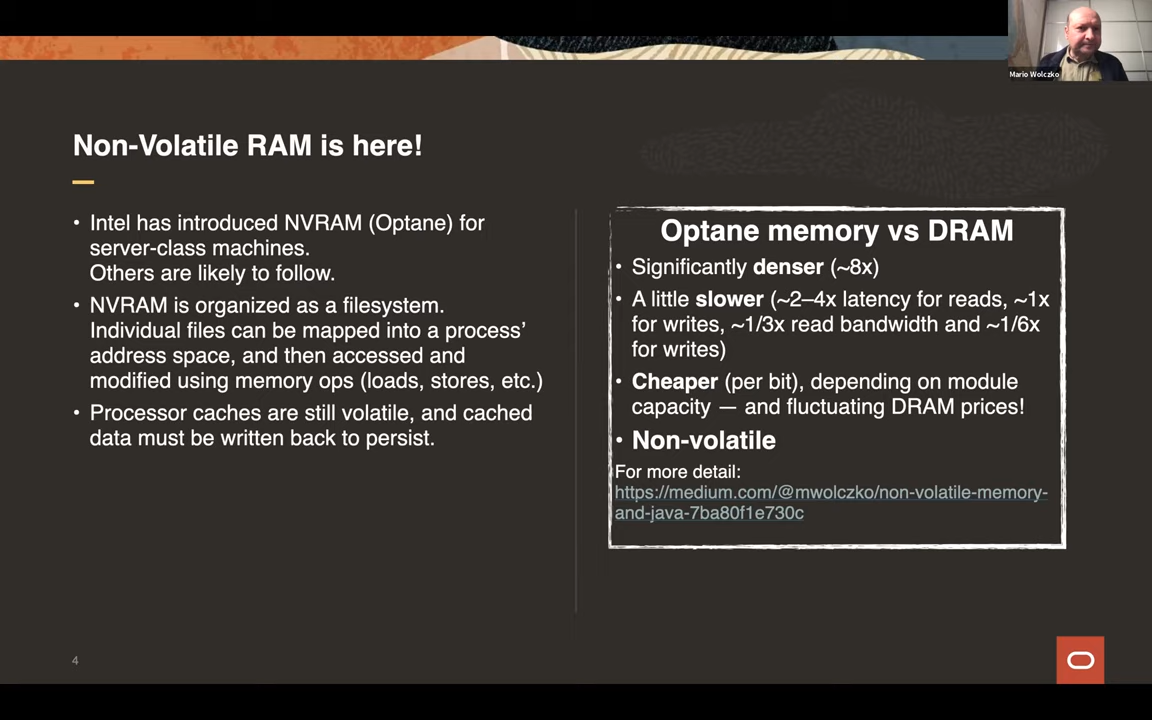 Mario Wolczko
Non-Volatile RAM is here!
• Intel has introduced NVRAM (Optane) for
server-class machines.
Others are likely to follow.
• NVRAM is organized as a filesystem.
Individual files can be mapped into a process’
address space, and then accessed and
modified using memory ops (loads, stores, etc.)
• Processor caches are still volatile, and cached
data must be written back to persist.
Optane memory vs DRAM
• Significantly denser (~8x)
• A little slower (~2–4x latency for reads, ~1x
for writes, ~1/3x read bandwidth and ~1/6x
for writes)
• Cheaper (per bit), depending on module
capacity — and fluctuating DRAM prices!
• Non-volatile
For more detail:
https://medium.com/@mwolczko/non-volatile-memory-
and-java-7ba80f1e730c
4